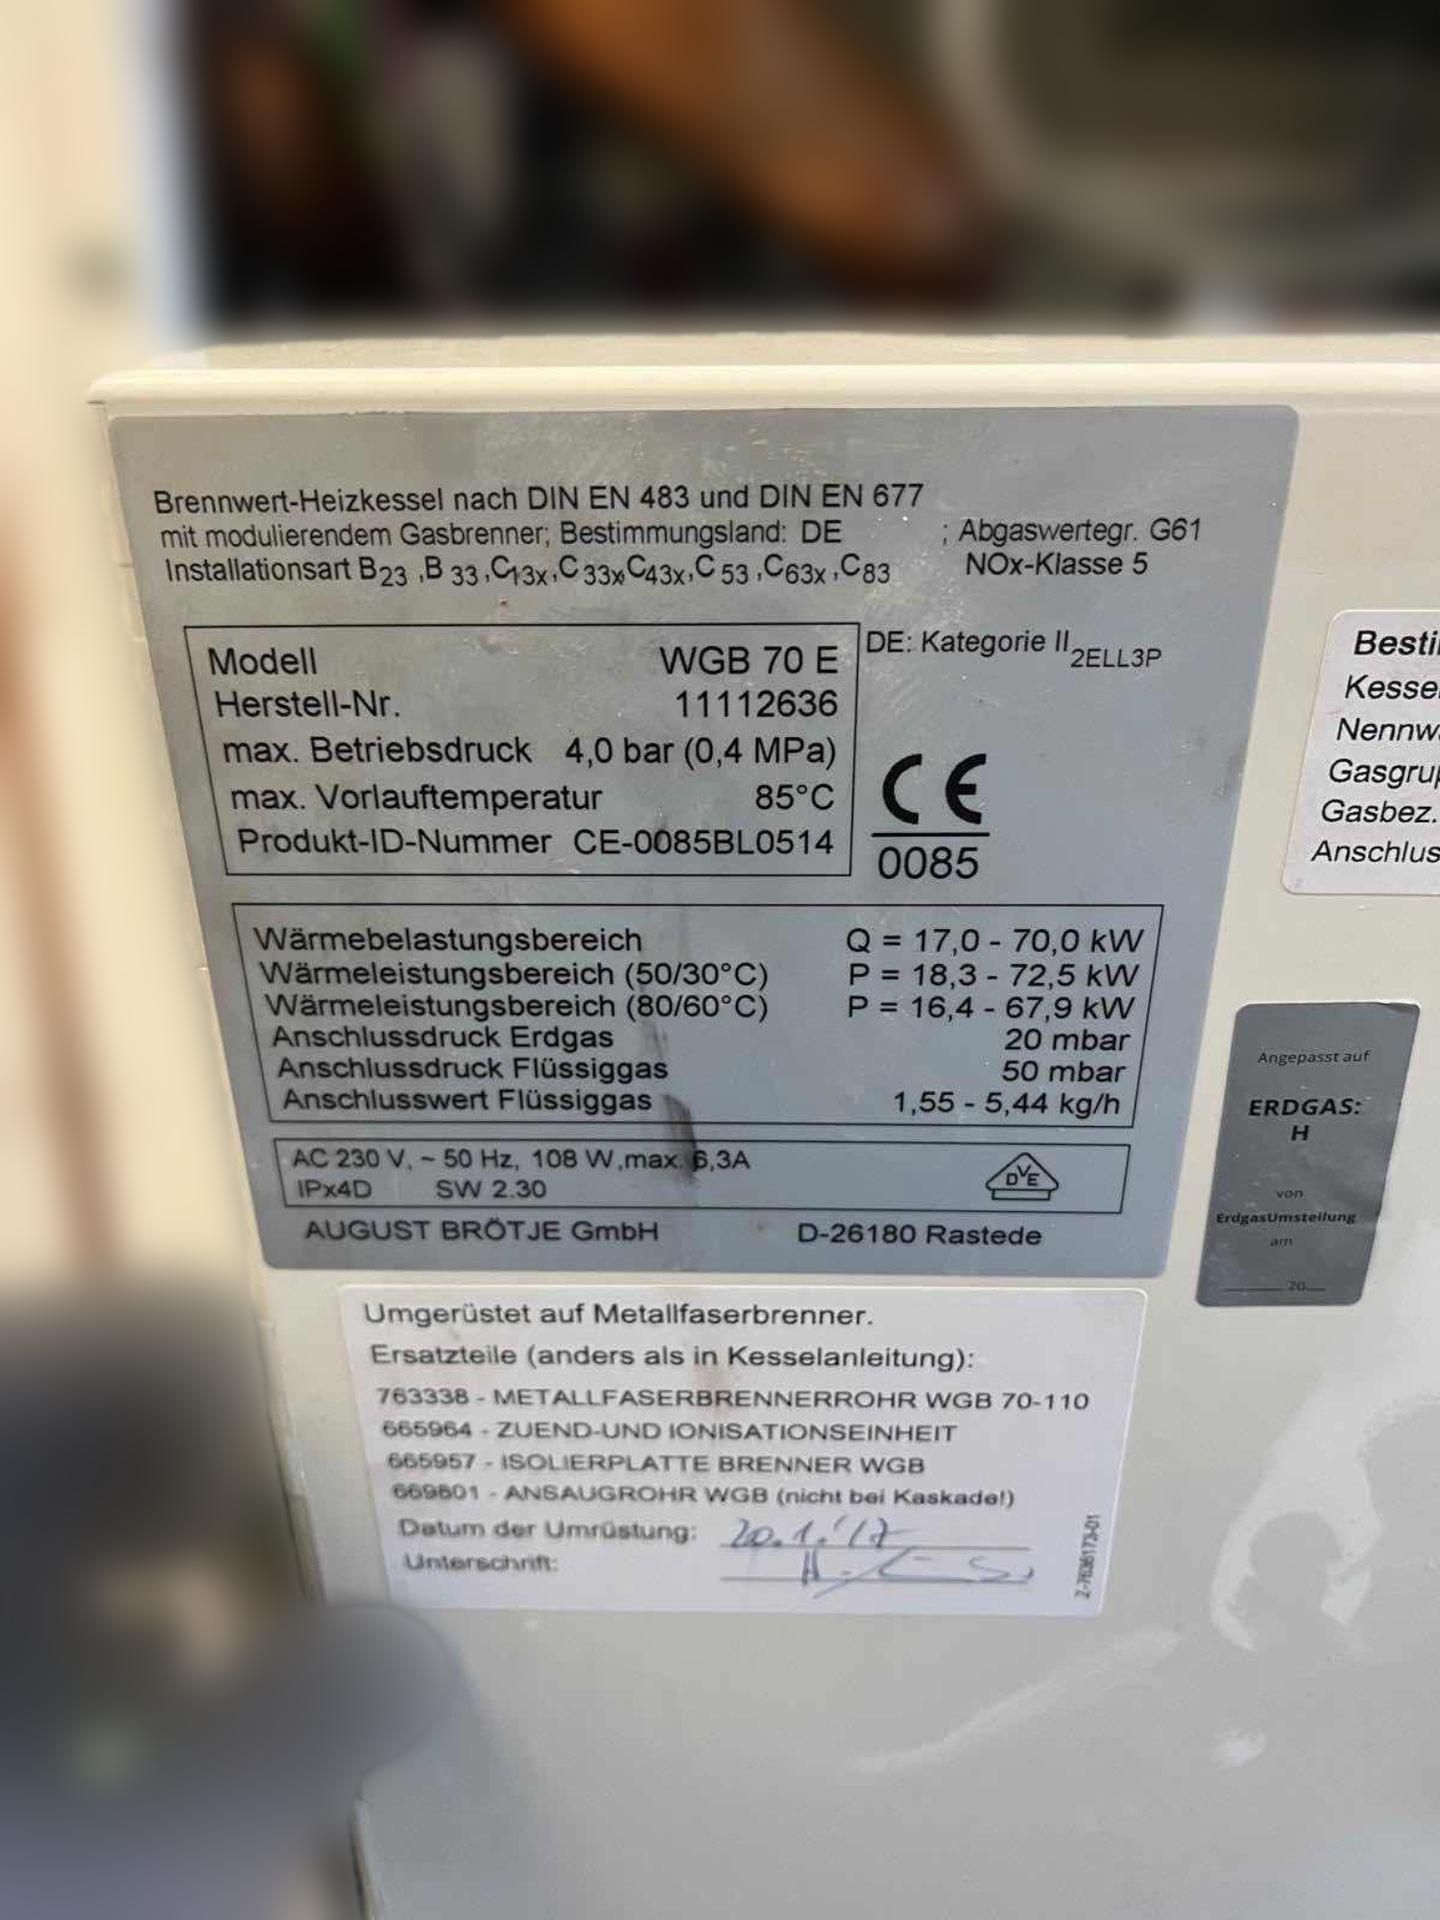 Brennwert-Heizkessel nach DIN EN 483 und DIN EN 677
mit modulierendem Gasbrenner; Bestimmungsland: DE ; Abgaswertegr. G61
Installationsart B23 ,B 33 ,C13x,C 33x,C43x,C 53 ,C63x ,C83 NOx-Klasse 5
Modell WGB 70 E
Herstell-Nr. 11112636
max. Betriebsdruck 4,0 bar (0,4 MPa)
max. Vorlauftemperatur 85°C
Produkt-ID-Nummer CE-0085BL0514
DE: Kategorie II2ELL3P
CE
0085
Wärmebelastungsbereich Q = 17,0 - 70,0 kW
Wärmeleistungsbereich (50/30°C) P = 18,3 - 72,5 kW
Wärmeleistungsbereich (80/60°C) P = 16,4 - 67,9 kW
Anschlussdruck Erdgas 20 mbar
Anschlussdruck Flüssiggas 50 mbar
Anschlusswert Flüssiggas 1,55 - 5,44 kg/h
AC 230 V, ~ 50 Hz, 108 W,max. 6,3A
IPx4D SW 2.30
DVE
AUGUST BRÖTJE GmbH D-26180 Rastede
Umgerüstet auf Metallfaserbrenner.
Ersatzteile (anders als in Kesselanleitung):
763338 - METALLFASERBRENNERROHR WGB 70-110
665964 - ZUEND-UND IONISATIONSEINHEIT
665957 - ISOLIERPLATTE BRENNER WGB
669801 - ANSAUGROHR WGB (nicht bei Kaskade!)
Datum der Umrüstung: 20.1.'17
Unterschrift:
Z-7636173-01
Besti
Kesse
Nennw
Gasgru
Gasbez.
Anschlus
Angepasst auf
ERDGAS:
H
von
ErdgasUmstellung
am
20